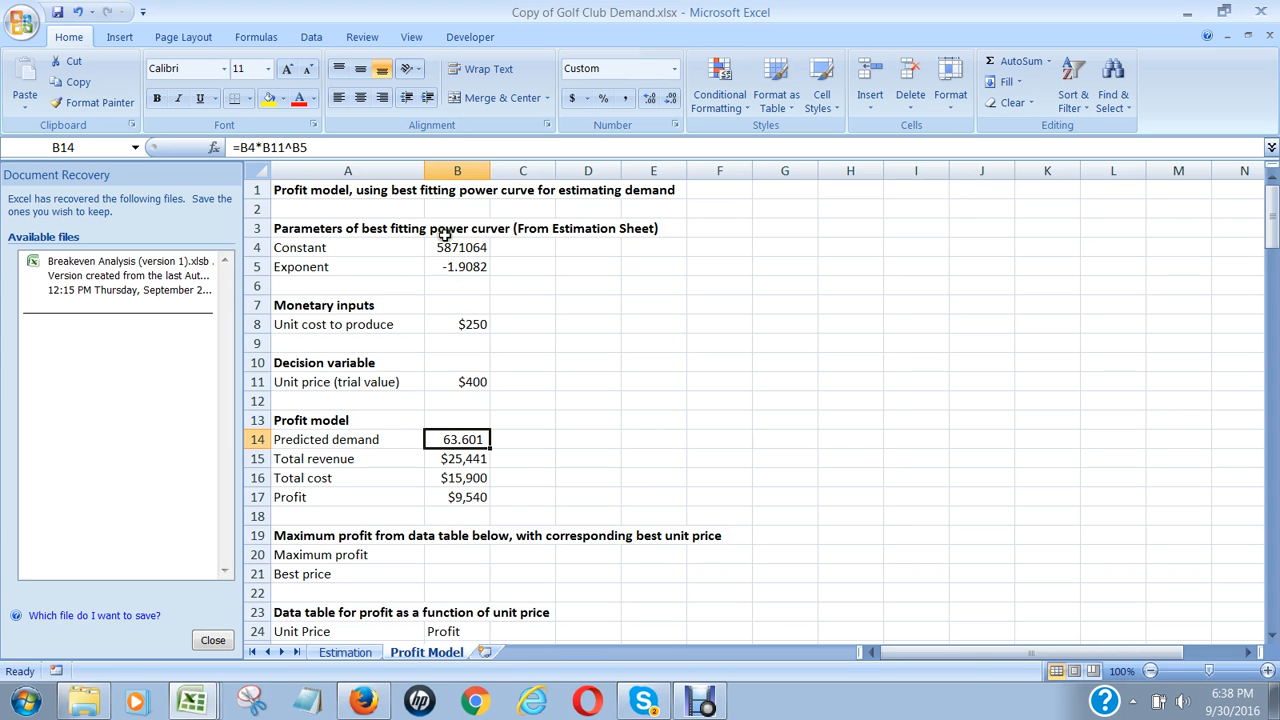 Copy of Golf Club Demand.xlsx - Microsoft Excel
Home Insert Page Layout Formulas Data Review View Developer
Paste Cut Copy Format Painter Clipboard
Calibri 11 B I U A A A Font
Wrap Text Merge & Center Alignment
Custom $ % , Number
Conditional Formatting Format as Table Cell Styles Styles
Insert Delete Format Cells
AutoSum Fill Clear Sort & Filter Find & Select Editing
B14 fx =B4*B11^B5
Document Recovery
Excel has recovered the following files. Save the
ones you wish to keep.
Available files
Breakeven Analysis (version 1).xlsb .
Version created from the last Aut...
12:15 PM Thursday, September 2...
Which file do I want to save?
Close
A B C D E F G H I J K L M N
1 Profit model, using best fitting power curve for estimating demand
2
3 Parameters of best fitting power curver (From Estimation Sheet)
4 Constant 5871064
5 Exponent -1.9082
6
7 Monetary inputs
8 Unit cost to produce $250
9
10 Decision variable
11 Unit price (trial value) $400
12
13 Profit model
14 Predicted demand 63.601
15 Total revenue $25,441
16 Total cost $15,900
17 Profit $9,540
18
19 Maximum profit from data table below, with corresponding best unit price
20 Maximum profit
21 Best price
22
23 Data table for profit as a function of unit price
24 Unit Price Profit
Estimation Profit Model
Ready 100%
hp S 2 ? 6:38 PM
9/30/2016